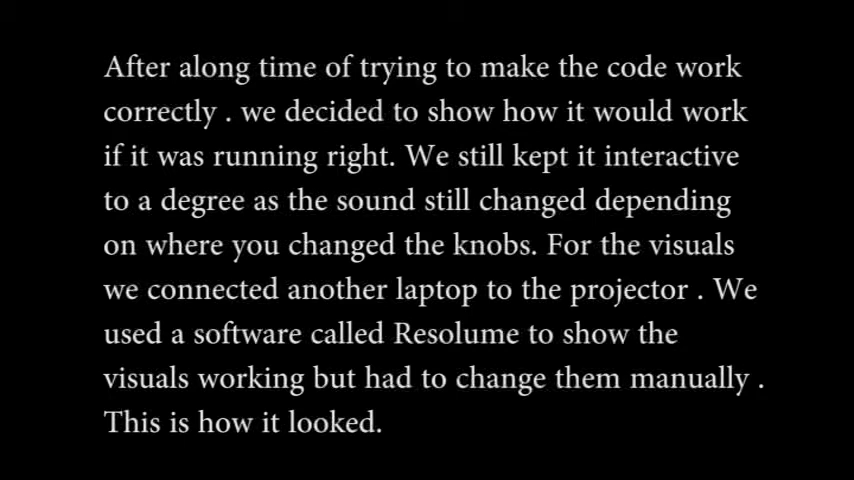 After along time of trying to make the code work
correctly . we decided to show how it would work
if it was running right. We still kept it interactive
to a degree as the sound still changed depending
on where you changed the knobs. For the visuals
we connected another laptop to the projector . We
used a software called Resolume to show the
visuals working but had to change them manually .
This is how it looked.